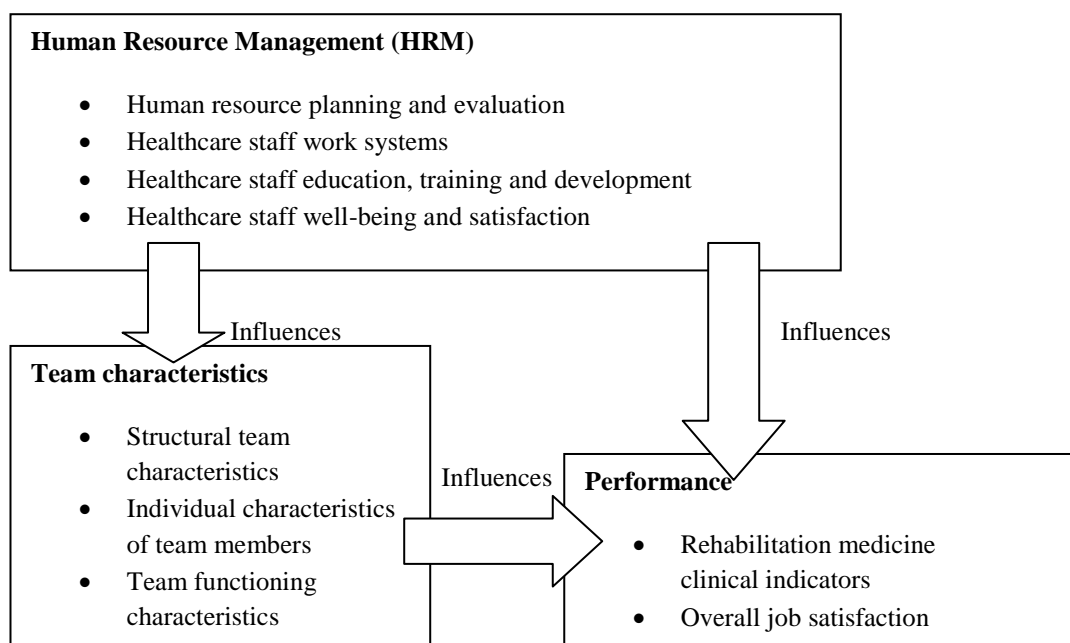 Human Resource Management (HRM)
• Human resource planning and evaluation
• Healthcare staff work systems
• Healthcare staff education, training and development
• Healthcare staff well-being and satisfaction
Influences
Influences
Team characteristics
• Structural team
characteristics
• Individual characteristics
of team members
• Team functioning
characteristics
Influences
Performance
• Rehabilitation medicine
clinical indicators
• Overall job satisfaction